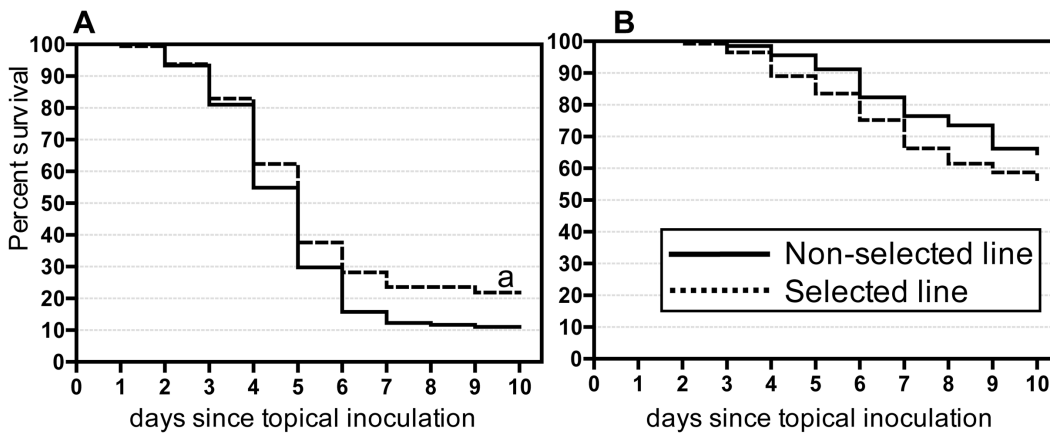 A
B
Percent survival
100
90
80
70
60
50
40
30
20
10
0
a
0 1 2 3 4 5 6 7 8 9 10
days since topical inoculation
100
90
80
70
60
50
40
30
20
10
0
Non-selected line
Selected line
0 1 2 3 4 5 6 7 8 9 10
days since topical inoculation